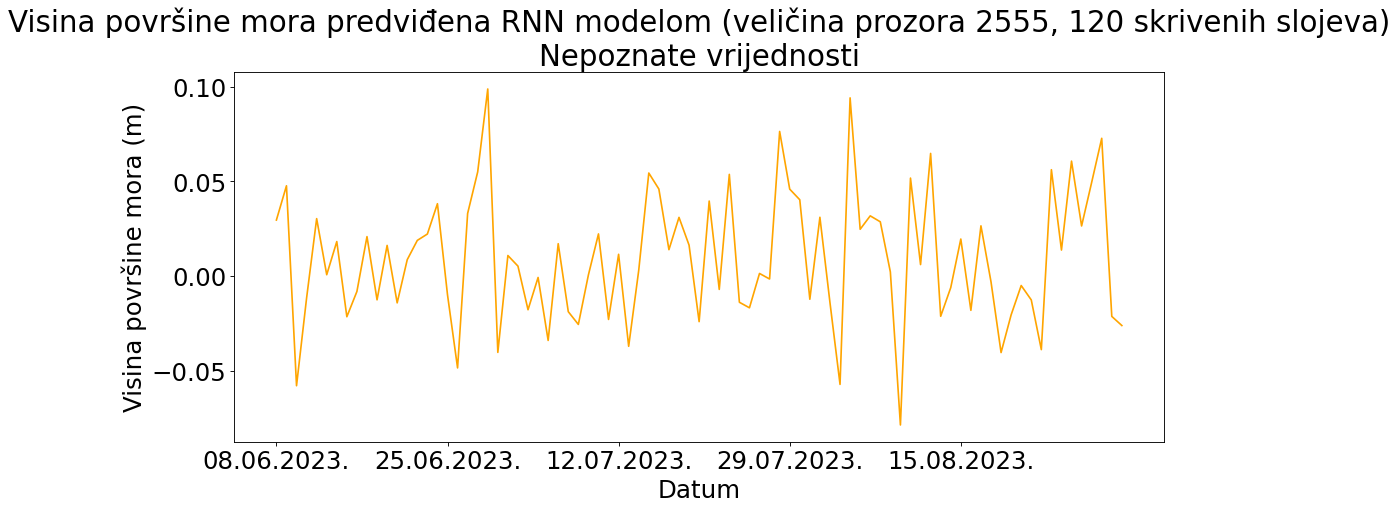 Visina površine mora predviđena RNN modelom (veličina prozora 2555, 120 skrivenih slojeva)
Nepoznate vrijednosti
Visina površine mora (m)
0.10
0.05
0.00
−0.05
08.06.2023. 25.06.2023. 12.07.2023. 29.07.2023. 15.08.2023.
Datum